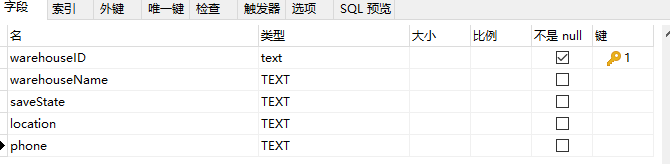 字段 索引 外键 唯一键 检查 触发器 选项 SQL 预览
名 类型 大小 比例 不是 null 键
warehouseID text 1
warehouseName TEXT
saveState TEXT
location TEXT
phone TEXT